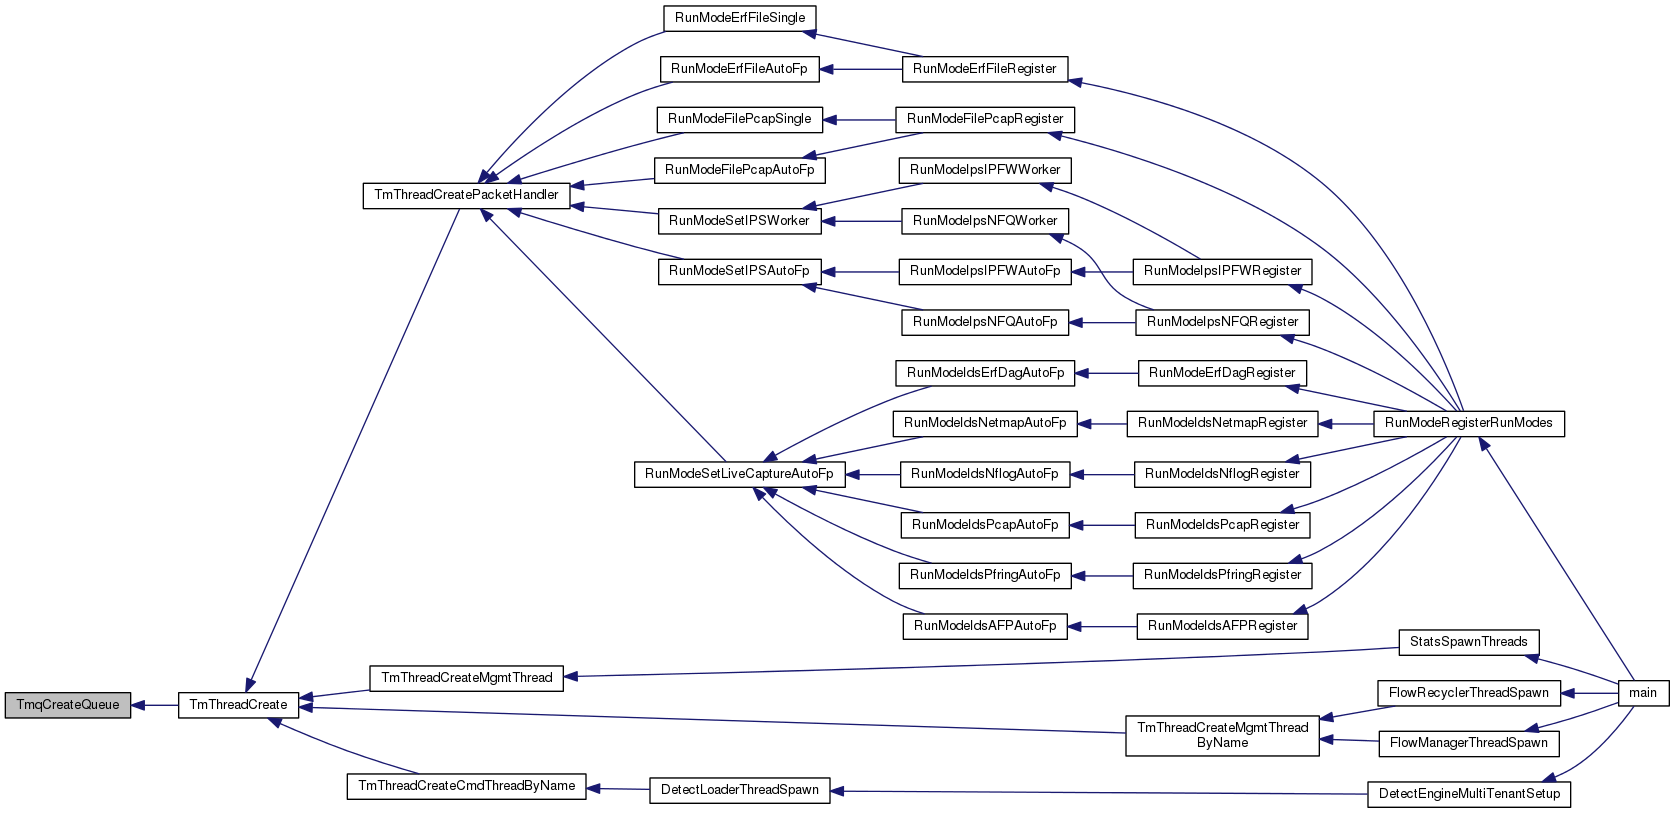 RunModeErfFileSingle
RunModeErfFileAutoFp
RunModeErfFileRegister
RunModeFilePcapSingle
RunModeFilePcapRegister
RunModeFilePcapAutoFp
RunModeIpsIPFWWorker
TmThreadCreatePacketHandler
RunModeSetIPSWorker
RunModeIpsNFQWorker
RunModeSetIPSAutoFp
RunModeIpsIPFWAutoFp
RunModeIpsIPFWRegister
RunModeIpsNFQAutoFp
RunModeIpsNFQRegister
RunModeIdsErfDagAutoFp
RunModeErfDagRegister
RunModeIdsNetmapAutoFp
RunModeIdsNetmapRegister
RunModeRegisterRunModes
RunModeSetLiveCaptureAutoFp
RunModeIdsNflogAutoFp
RunModeIdsNflogRegister
RunModeIdsPcapAutoFp
RunModeIdsPcapRegister
RunModeIdsPfringAutoFp
RunModeIdsPfringRegister
RunModeIdsAFPAutoFp
RunModeIdsAFPRegister
StatsSpawnThreads
TmThreadCreateMgmtThread
FlowRecyclerThreadSpawn
main
TmqCreateQueue
TmThreadCreate
TmThreadCreateMgmtThread
ByName
FlowManagerThreadSpawn
TmThreadCreateCmdThreadByName
DetectLoaderThreadSpawn
DetectEngineMultiTenantSetup